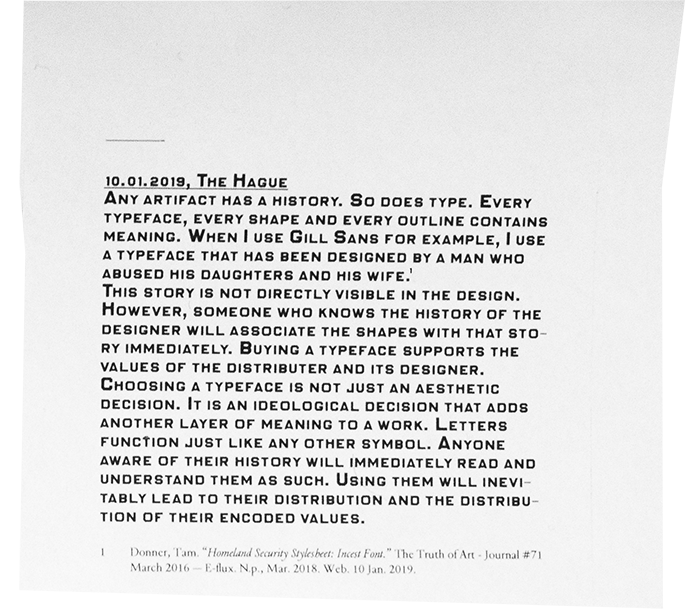 10.01.2019, The Hague
Any artifact has a history. So does type. Every
typeface, every shape and every outline contains
meaning. When I use Gill Sans for example, I use
a typeface that has been designed by a man who
abused his daughters and his wife.¹
This story is not directly visible in the design.
However, someone who knows the history of the
designer will associate the shapes with that sto-
ry immediately. Buying a typeface supports the
values of the distributer and its designer.
Choosing a typeface is not just an aesthetic
decision. It is an ideological decision that adds
another layer of meaning to a work. Letters
function just like any other symbol. Anyone
aware of their history will immediately read and
understand them as such. Using them will inevi-
tably lead to their distribution and the distribu-
tion of their encoded values.
1 Donner, Tam. “Homeland Security Stylesheet: Incest Font.” The Truth of Art - Journal #71
March 2016 — E-flux. N.p., Mar. 2018. Web. 10 Jan. 2019.